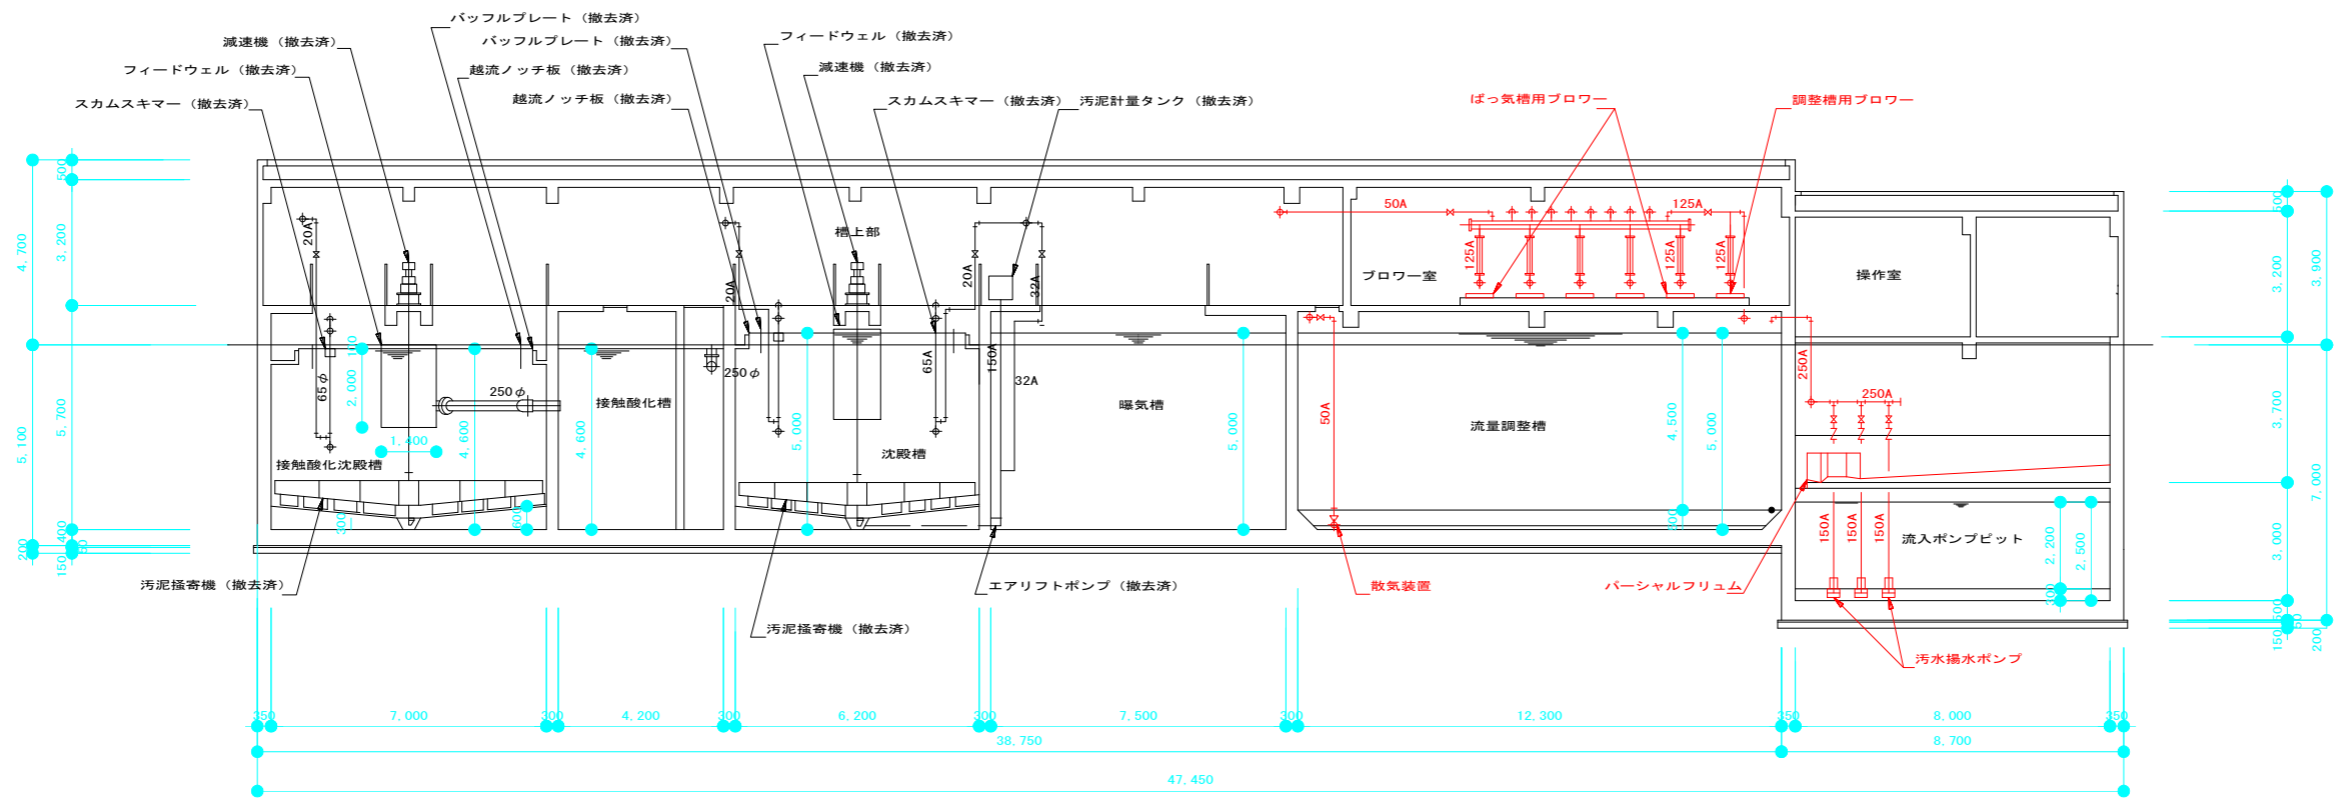 バッフルプレート（撤去済）
減速機（撤去済）
バッフルプレート（撤去済）
フィードウェル（撤去済）
フィードウェル（撤去済）
越流ノッチ板（撤去済）
減速機（撤去済）
スカムスキマー（撤去済）
越流ノッチ板（撤去済）
スカムスキマー（撤去済）
汚泥計量タンク（撤去済）
ばっ気槽用ブロワー
調整槽用ブロワー
500
4,700
3,200
20A
槽上部
20A
20A
32A
ブロワー室
50A
125A
125A
125A
125A
操作室
500
3,200
3,900
100
2,000
65φ
1,400
250φ
4,600
接触酸化沈殿槽
300
600
接触酸化槽
4,600
250φ
5,000
沈殿槽
65A
150A
32A
曝気槽
5,000
50A
流量調整槽
4,600
5,000
250A
250A
150A
150A
150A
流入ポンプピット
2,200
2,500
300
5,100
5,700
400
200
150
50
3,700
7,000
3,000
500
150
50
200
汚泥掻寄機（撤去済）
汚泥掻寄機（撤去済）
エアリフトポンプ（撤去済）
散気装置
パーシャルフリュム
汚水揚水ポンプ
350
7,000
300
4,200
300
6,200
300
7,500
300
12,300
350
8,000
350
38,750
8,700
47,450